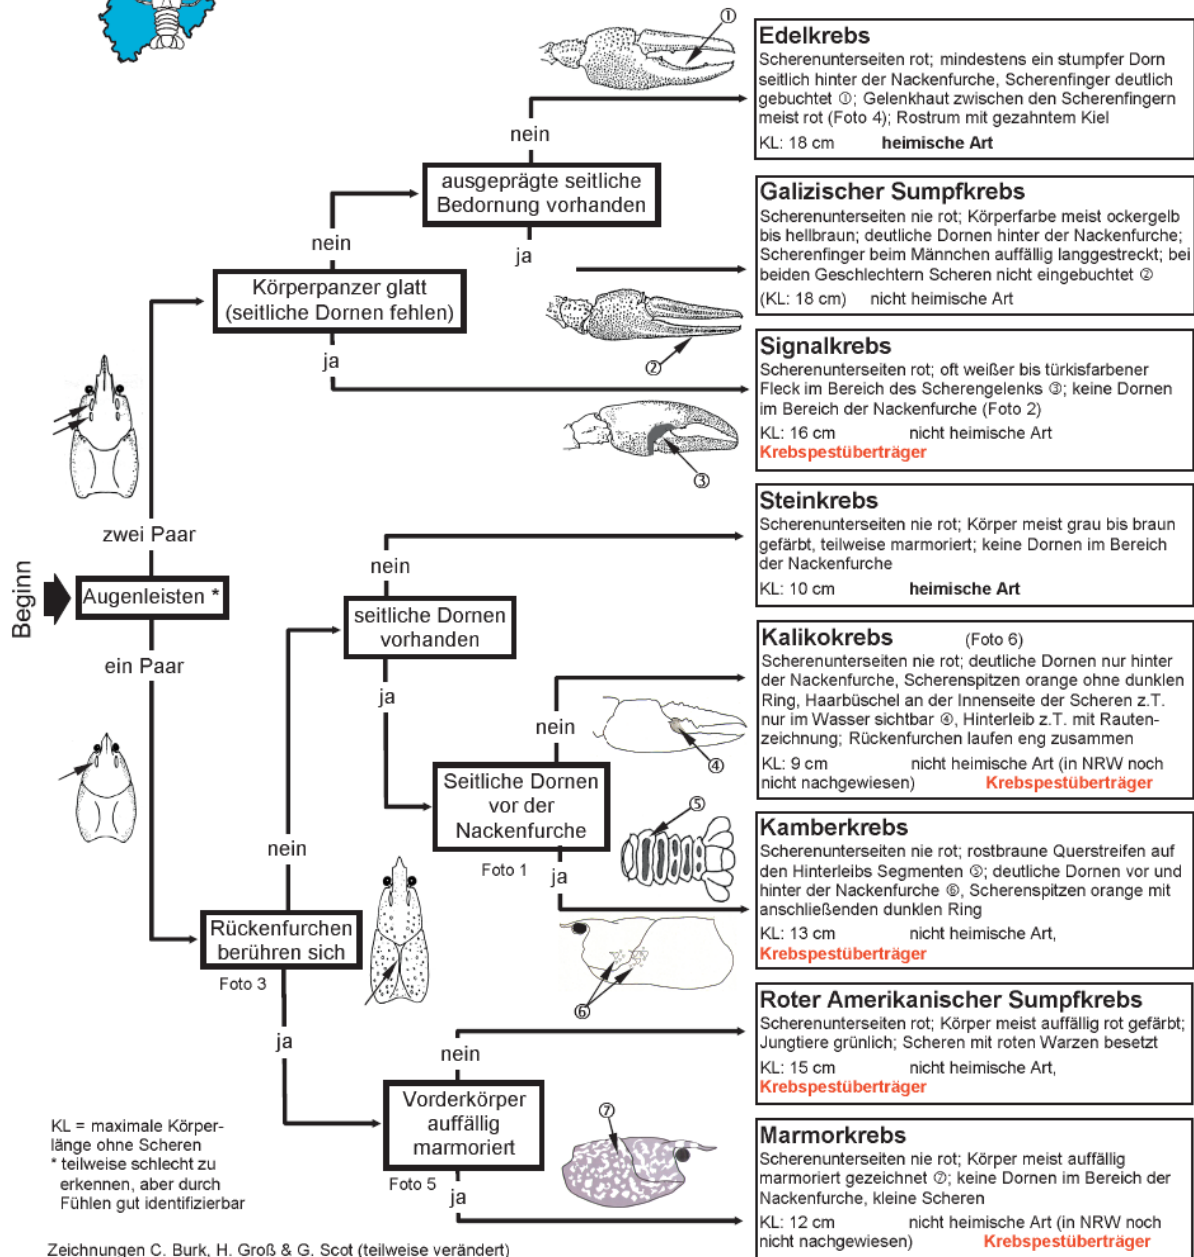 ①
Edelkrebs
Scherenunterseiten rot; mindestens ein stumpfer Dorn
seitlich hinter der Nackenfurche, Scherenfinger deutlich
gebuchtet ①; Gelenkhaut zwischen den Scherenfingern
meist rot (Foto 4); Rostrum mit gezahntem Kiel
KL: 18 cm heimische Art
nein
ausgeprägte seitliche
Bedornung vorhanden
ja
Galizischer Sumpfkrebs
Scherenunterseiten nie rot; Körperfarbe meist ockergelb
bis hellbraun; deutliche Dornen hinter der Nackenfurche;
Scherenfinger beim Männchen auffällig langgestreckt; bei
beiden Geschlechtern Scheren nicht eingebuchtet ②
(KL: 18 cm) nicht heimische Art
nein
Körperpanzer glatt
(seitliche Dornen fehlen)
ja
②
Signalkrebs
Scherenunterseiten rot; oft weißer bis türkisfarbener
Fleck im Bereich des Scherengelenks ③; keine Dornen
im Bereich der Nackenfurche (Foto 2)
KL: 16 cm nicht heimische Art
Krebspestüberträger
③
zwei Paar
Beginn
Augenleisten *
ein Paar
Steinkrebs
Scherenunterseiten nie rot; Körper meist grau bis braun
gefärbt, teilweise marmoriert; keine Dornen im Bereich
der Nackenfurche
KL: 10 cm heimische Art
nein
seitliche Dornen
vorhanden
ja
Kalikokrebs (Foto 6)
Scherenunterseiten nie rot; deutliche Dornen nur hinter
der Nackenfurche, Scherenspitzen orange ohne dunklen
Ring, Haarbüschel an der Innenseite der Scheren z.T.
nur im Wasser sichtbar ④, Hinterleib z.T. mit Rauten-
zeichnung; Rückenfurchen laufen eng zusammen
KL: 9 cm nicht heimische Art (in NRW noch
nicht nachgewiesen) Krebspestüberträger
nein
④
Seitliche Dornen
vor der
Nackenfurche
Foto 1
ja
⑤
Kamberkrebs
Scherenunterseiten nie rot; rostbraune Querstreifen auf
den Hinterleibs Segmenten ⑤; deutliche Dornen vor und
hinter der Nackenfurche ⑥, Scherenspitzen orange mit
anschließenden dunklen Ring
KL: 13 cm nicht heimische Art,
Krebspestüberträger
⑥
nein
Rückenfurchen
berühren sich
Foto 3
ja
Roter Amerikanischer Sumpfkrebs
Scherenunterseiten rot; Körper meist auffällig rot gefärbt;
Jungtiere grünlich; Scheren mit roten Warzen besetzt
KL: 15 cm nicht heimische Art,
Krebspestüberträger
nein
Vorderkörper
auffällig
marmoriert
Foto 5
ja
⑦
Marmorkrebs
Scherenunterseiten nie rot; Körper meist auffällig
marmoriert gezeichnet ⑦; keine Dornen im Bereich der
Nackenfurche, kleine Scheren
KL: 12 cm nicht heimische Art (in NRW noch
nicht nachgewiesen) Krebspestüberträger
KL = maximale Körper-
länge ohne Scheren
* teilweise schlecht zu
erkennen, aber durch
Fühlen gut identifizierbar
Zeichnungen C. Burk, H. Groß & G. Scot (teilweise verändert)